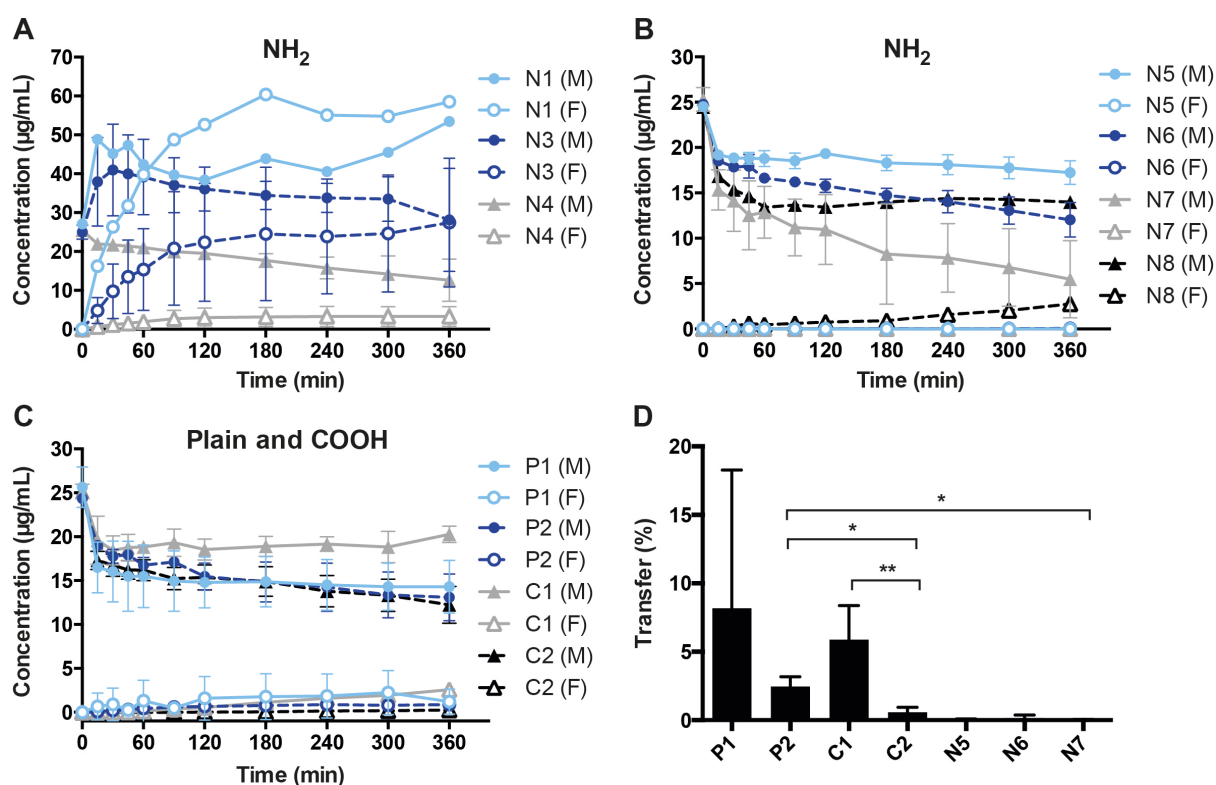 A
NH2
Concentration (µg/mL)
70
60
50
40
30
20
10
0
0 60 120 180 240 300 360
Time (min)
N1 (M)
N1 (F)
N3 (M)
N3 (F)
N4 (M)
N4 (F)
B
NH2
Concentration (µg/mL)
30
25
20
15
10
5
0
0 60 120 180 240 300 360
Time (min)
N5 (M)
N5 (F)
N6 (M)
N6 (F)
N7 (M)
N7 (F)
N8 (M)
N8 (F)
C
Plain and COOH
Concentration (µg/mL)
30
25
20
15
10
5
0
0 60 120 180 240 300 360
Time (min)
P1 (M)
P1 (F)
P2 (M)
P2 (F)
C1 (M)
C1 (F)
C2 (M)
C2 (F)
D
Transfer (%)
20
15
10
5
0
*
*
**
P1 P2 C1 C2 N5 N6 N7